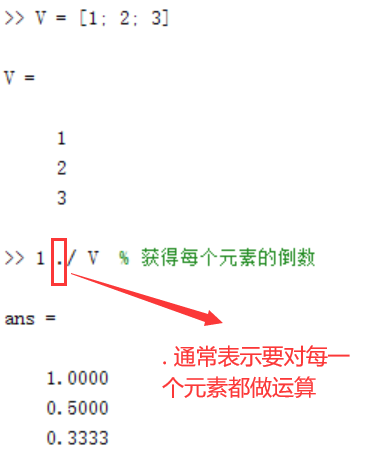 >> V = [1; 2; 3]
V =
1
2
3
>> 1 ./ V % 获得每个元素的倒数
ans =
1.0000
0.5000
0.3333
. 通常表示要对每一
个元素都做运算